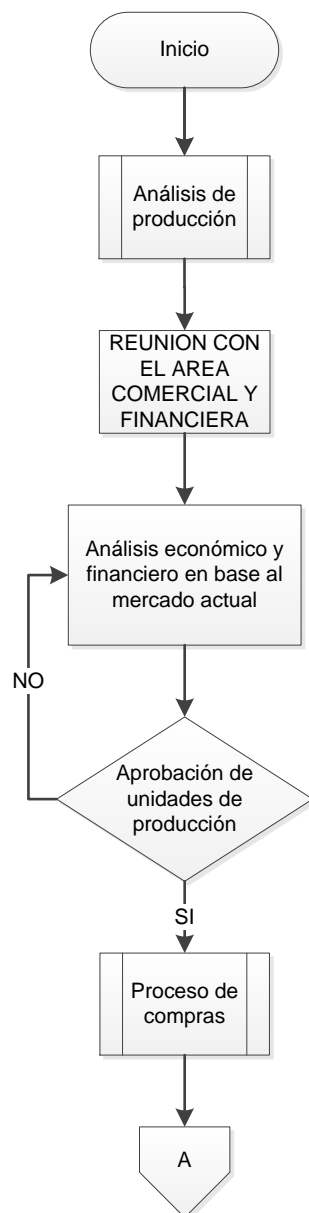 Inicio
Análisis de
producción
REUNION CON
EL AREA
COMERCIAL Y
FINANCIERA
Análisis económico y
financiero en base al
mercado actual
NO
Aprobación de
unidades de
producción
SI
Proceso de
compras
A